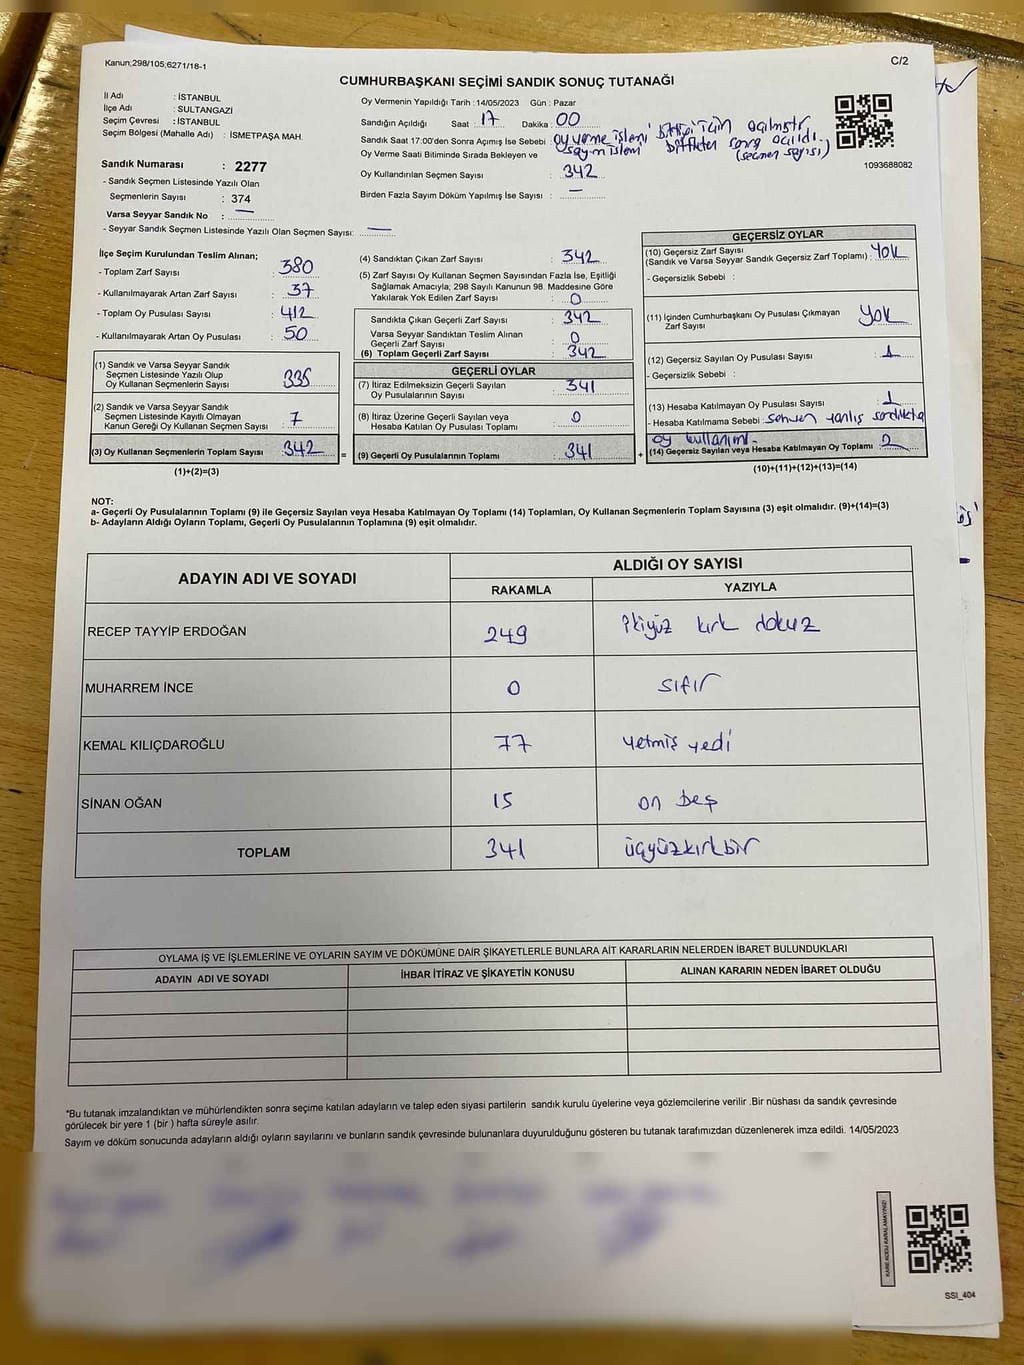 Kanun;298/105;6271/18-1
C/2
CUMHURBAŞKANI SEÇİMİ SANDIK SONUÇ TUTANAĞI
İl Adı : İSTANBUL
İlçe Adı : SULTANGAZİ
Seçim Çevresi : İSTANBUL
Seçim Bölgesi (Mahalle Adı) : İSMETPAŞA MAH.
Sandık Numarası : 2277
- Sandık Seçmen Listesinde Yazılı Olan
Seçmenlerin Sayısı : 374
Varsa Seyyar Sandık No : —
- Seyyar Sandık Seçmen Listesinde Yazılı Olan Seçmen Sayısı: —
Oy Vermenin Yapıldığı Tarih : 14/05/2023 Gün : Pazar
Sandığın Açıldığı Saat : 17 Dakika : 00
Sandık Saat 17:00'den Sonra Açımış İse Sebebi : oy verme işleni bittiği için açılmıştır
sayım işlemi bittikten sonra açıldı.
Oy Verme Saati Bitiminde Sırada Bekleyen ve (seçmen sayısı)
Oy Kullandırılan Seçmen Sayısı : 342
Birden Fazla Sayım Döküm Yapılmış İse Sayısı : —
1093688082
İlçe Seçim Kurulundan Teslim Alınan;
- Toplam Zarf Sayısı : 380
- Kullanılmayarak Artan Zarf Sayısı : 37
- Toplam Oy Pusulası Sayısı : 412
- Kullanılmayarak Artan Oy Pusulası : 50
(1) Sandık ve Varsa Seyyar Sandık
Seçmen Listesinde Yazılı Olup
Oy Kullanan Seçmenlerin Sayısı : 335
(2) Sandık ve Varsa Seyyar Sandık
Seçmen Listesinde Kayıtlı Olmayan
Kanun Gereği Oy Kullanan Seçmen Sayısı : 7
(3) Oy Kullanan Seçmenlerin Toplam Sayısı : 342 =
(1)+(2)=(3)
(4) Sandıktan Çıkan Zarf Sayısı : 342
(5) Zarf Sayısı Oy Kullanan Seçmen Sayısından Fazla İse, Eşitliği
Sağlamak Amacıyla; 298 Sayılı Kanunun 98. Maddesine Göre
Yakılarak Yok Edilen Zarf Sayısı : 0
Sandıkta Çıkan Geçerli Zarf Sayısı : 342
Varsa Seyyar Sandıktan Teslim Alınan
Geçerli Zarf Sayısı : 0
(6) Toplam Geçerli Zarf Sayısı : 342
GEÇERLİ OYLAR
(7) İtiraz Edilmeksizin Geçerli Sayılan
Oy Pusulalarının Sayısı : 341
(8) İtiraz Üzerine Geçerli Sayılan veya
Hesaba Katılan Oy Pusulası Toplamı : 0
(9) Geçerli Oy Pusulalarının Toplamı : 341 +
GEÇERSİZ OYLAR
(10) Geçersiz Zarf Sayısı
(Sandık ve Varsa Seyyar Sandık Geçersiz Zarf Toplamı) : Yok
- Geçersizlik Sebebi :
(11) İçinden Cumhurbaşkanı Oy Pusulası Çıkmayan
Zarf Sayısı : Yok
(12) Geçersiz Sayılan Oy Pusulası Sayısı : 1
- Geçersizlik Sebebi :
(13) Hesaba Katılmayan Oy Pusulası Sayısı : 1
- Hesaba Katılmama Sebebi : sehven yanlış sandıkta
oy kullanımı.
(14) Geçersiz Sayılan veya Hesaba Katılmayan Oy Toplamı : 2
(10)+(11)+(12)+(13)=(14)
NOT:
a- Geçerli Oy Pusulalarının Toplamı (9) ile Geçersiz Sayılan veya Hesaba Katılmayan Oy Toplamı (14) Toplamları, Oy Kullanan Seçmenlerin Toplam Sayısına (3) eşit olmalıdır. (9)+(14)=(3)
b- Adayların Aldığı Oyların Toplamı, Geçerli Oy Pusulalarının Toplamına (9) eşit olmalıdır.
ADAYIN ADI VE SOYADI ALDIĞI OY SAYISI
RAKAMLA YAZIYLA
RECEP TAYYİP ERDOĞAN 249 İkiyüz kırk dokuz
MUHARREM İNCE 0 sıfır
KEMAL KILIÇDAROĞLU 77 yetmiş yedi
SİNAN OĞAN 15 on beş
TOPLAM 341 üçyüzkırkbir
OYLAMA İŞ VE İŞLEMLERİNE VE OYLARIN SAYIM VE DÖKÜMÜNE DAİR ŞİKAYETLERLE BUNLARA AİT KARARLARIN NELERDEN İBARET BULUNDUKLARI
ADAYIN ADI VE SOYADI İHBAR İTİRAZ VE ŞİKAYETİN KONUSU ALINAN KARARIN NEDEN İBARET OLDUĞU
*Bu tutanak imzalandıktan ve mühürlendikten sonra seçime katılan adayların ve talep eden siyasi partilerin sandık kurulu üyelerine veya gözlemcilerine verilir .Bir nüshası da sandık çevresinde
görülecek bir yere 1 (bir ) hafta süreyle asılır.
Sayım ve döküm sonucunda adayların aldığı oyların sayılarını ve bunların sandık çevresinde bulunanlara duyurulduğunu gösteren bu tutanak tarafımızdan düzenlenerek imza edildi. 14/05/2023
KARE KODU KARALAMAYINIZ!
SSI_404